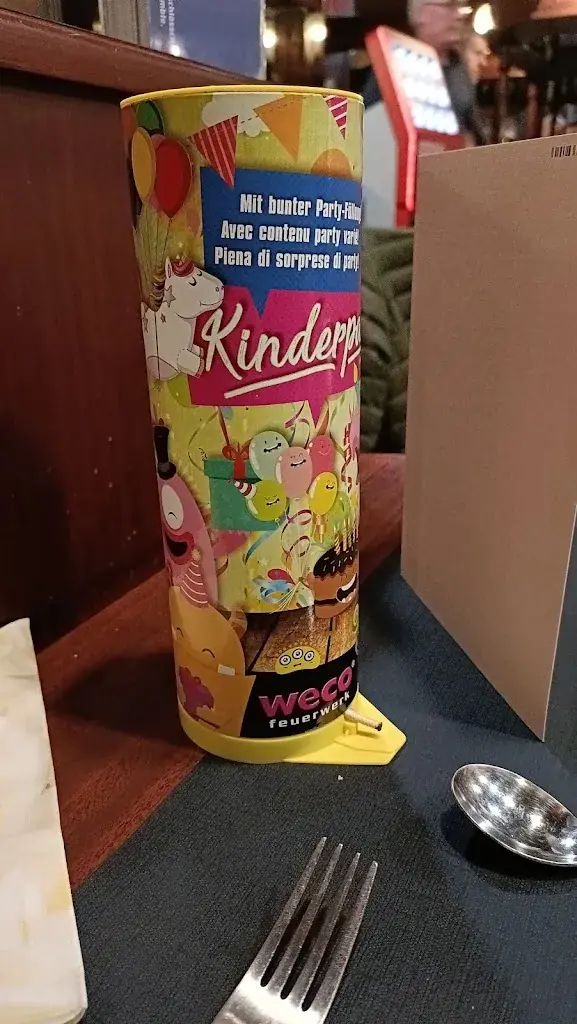 Mit bunter Party-Füllung
Avec contenu party varié
Piena di sorprese di party!
Kinderpa
weco®
feuerwerk